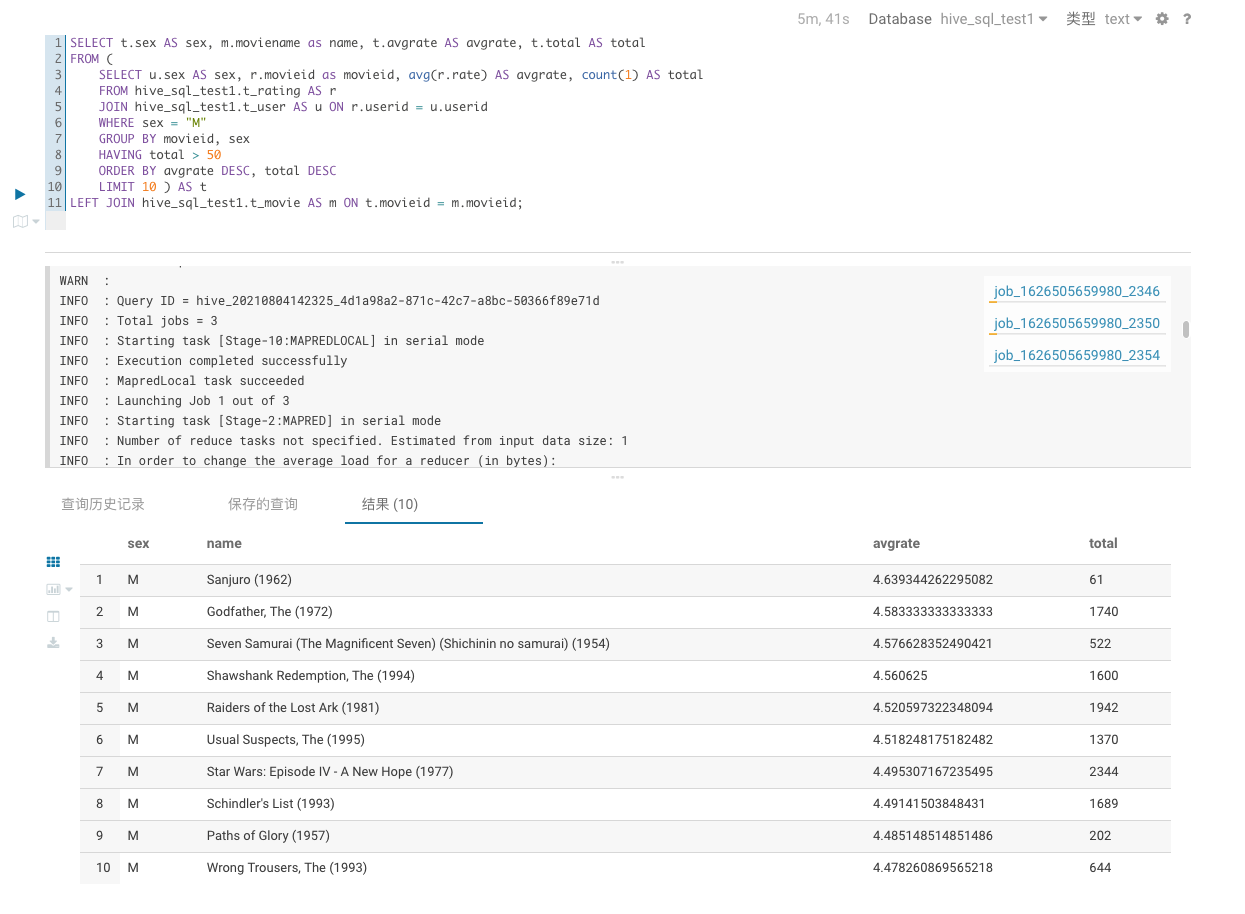 5m, 41s Database hive_sql_test1 类型 text ?
1 SELECT t.sex AS sex, m.moviename as name, t.avgrate AS avgrate, t.total AS total
2 FROM (
3 SELECT u.sex AS sex, r.movieid as movieid, avg(r.rate) AS avgrate, count(1) AS total
4 FROM hive_sql_test1.t_rating AS r
5 JOIN hive_sql_test1.t_user AS u ON r.userid = u.userid
6 WHERE sex = "M"
7 GROUP BY movieid, sex
8 HAVING total > 50
9 ORDER BY avgrate DESC, total DESC
10 LIMIT 10 ) AS t
11 LEFT JOIN hive_sql_test1.t_movie AS m ON t.movieid = m.movieid;
WARN :
INFO : Query ID = hive_20210804142325_4d1a98a2-871c-42c7-a8bc-50366f89e71d
INFO : Total jobs = 3
INFO : Starting task [Stage-10:MAPREDLOCAL] in serial mode
INFO : Execution completed successfully
INFO : MapredLocal task succeeded
INFO : Launching Job 1 out of 3
INFO : Starting task [Stage-2:MAPRED] in serial mode
INFO : Number of reduce tasks not specified. Estimated from input data size: 1
INFO : In order to change the average load for a reducer (in bytes):
job_1626505659980_2346
job_1626505659980_2350
job_1626505659980_2354
查询历史记录 保存的查询 结果 (10)
sex name avgrate total
1 M Sanjuro (1962) 4.639344262295082 61
2 M Godfather, The (1972) 4.583333333333333 1740
3 M Seven Samurai (The Magnificent Seven) (Shichinin no samurai) (1954) 4.576628352490421 522
4 M Shawshank Redemption, The (1994) 4.560625 1600
5 M Raiders of the Lost Ark (1981) 4.520597322348094 1942
6 M Usual Suspects, The (1995) 4.518248175182482 1370
7 M Star Wars: Episode IV - A New Hope (1977) 4.495307167235495 2344
8 M Schindler's List (1993) 4.49141503848431 1689
9 M Paths of Glory (1957) 4.485148514851486 202
10 M Wrong Trousers, The (1993) 4.478260869565218 644